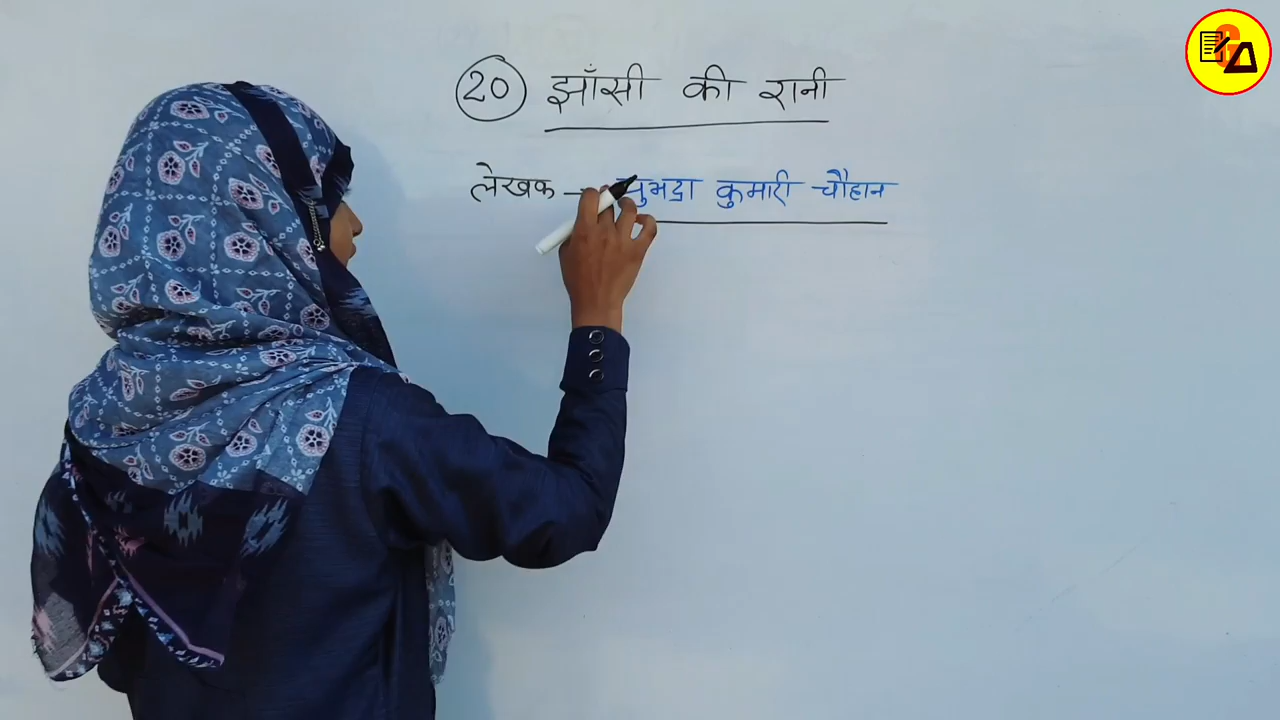 20 झाँसी की रानी
लेखक - सुभद्रा कुमारी चौहान